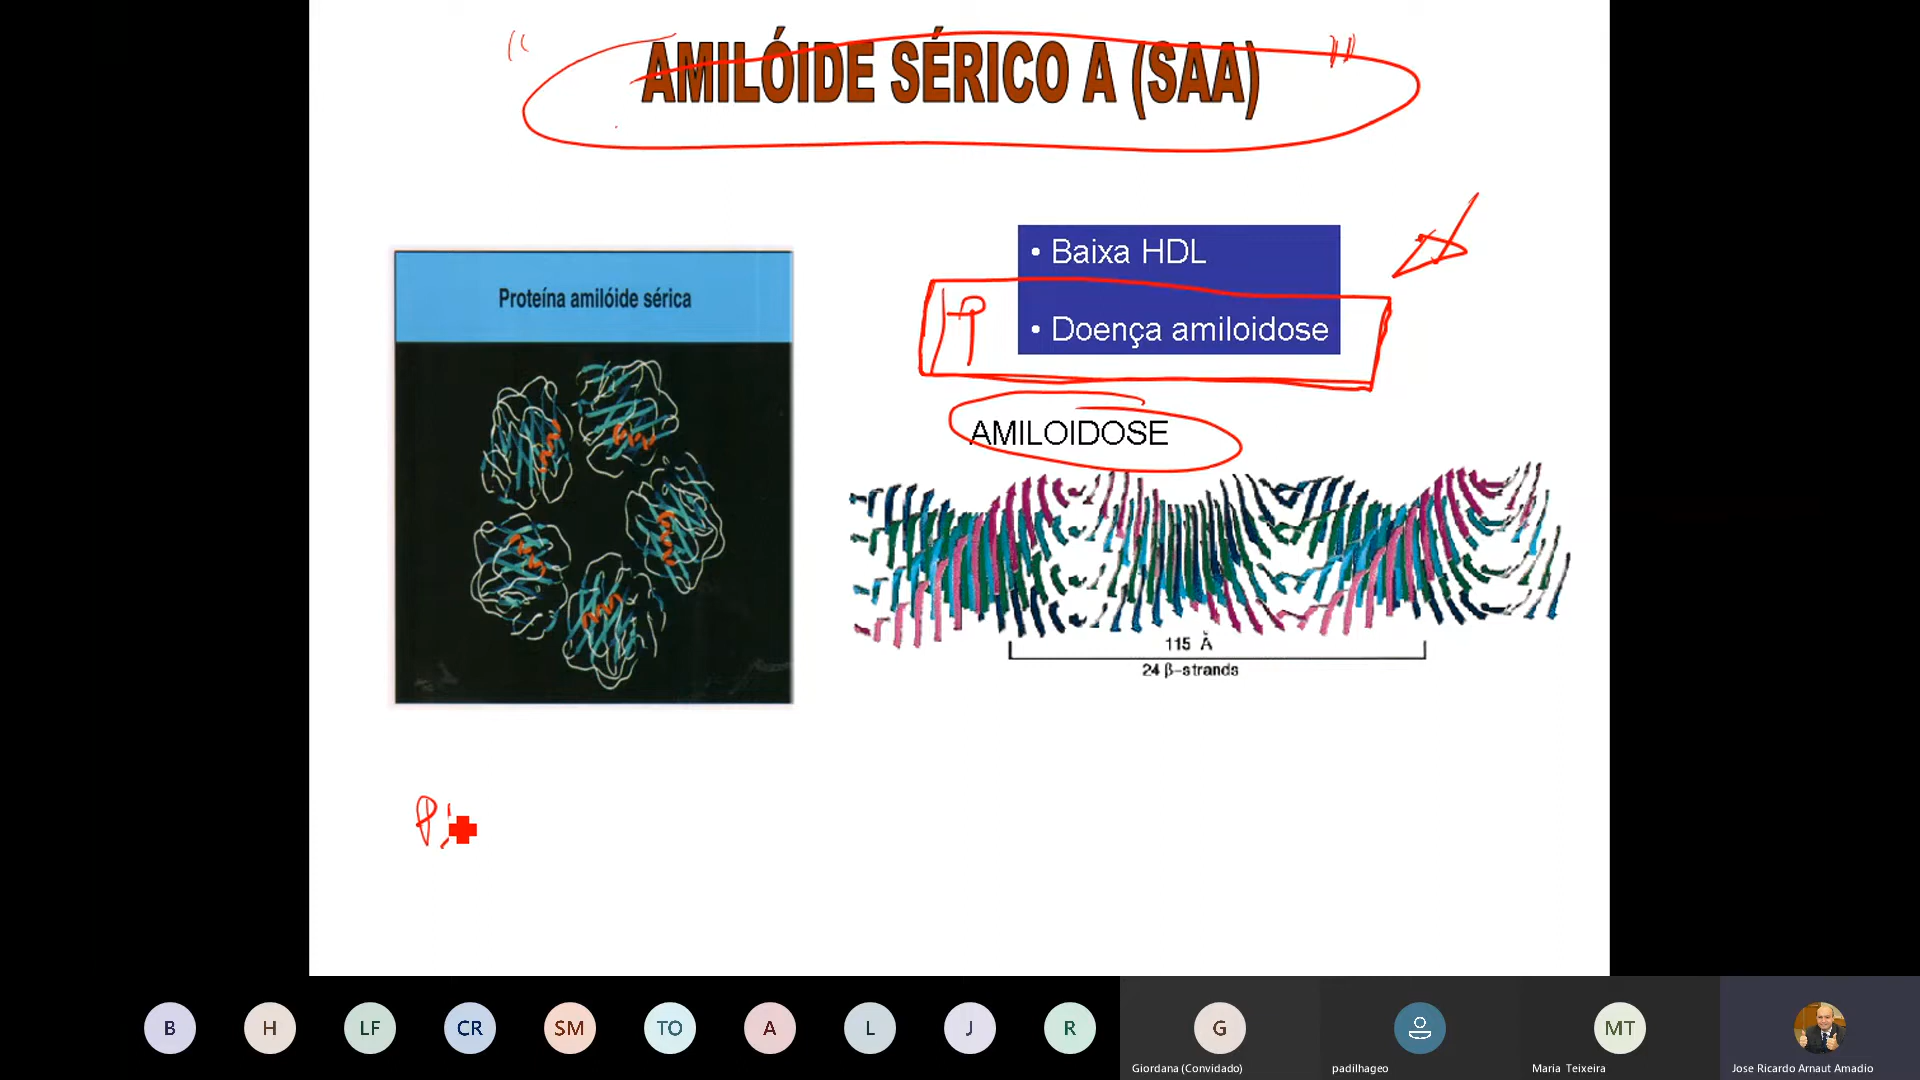 AMILÓIDE SÉRICO A (SAA)
Proteína amilóide sérica
• Baixa HDL
• Doença amiloidose
AMILOIDOSE
115 Å
24 β-strands
B H LF CR SM TO A L J R G MT
Giordana (Convidado) padilhageo Maria Teixeira Jose Ricardo Arnaut Amadio